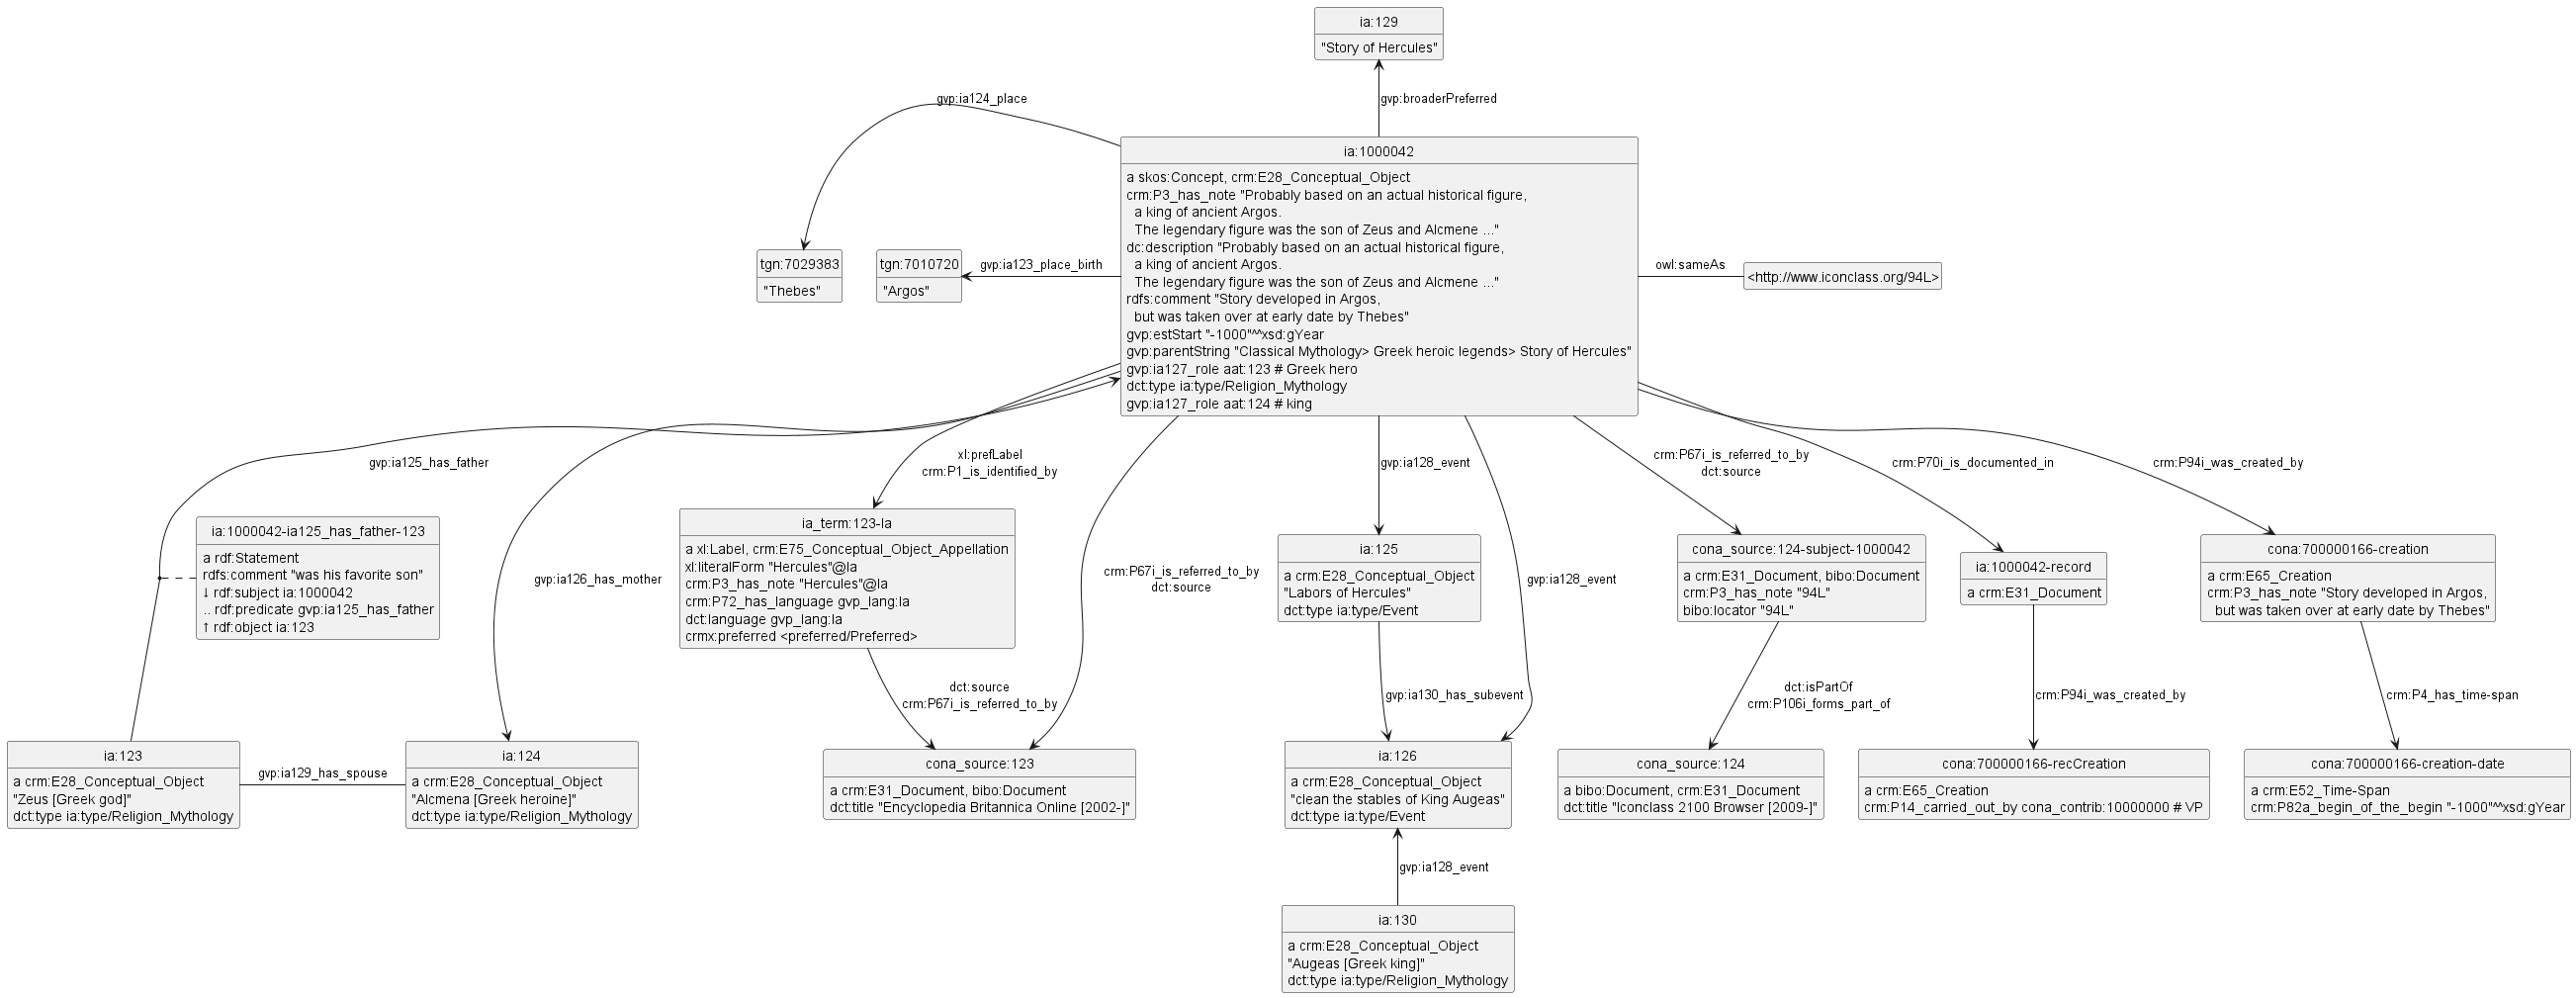 ia:129
"Story of Hercules"
gvp:ia124_place
gvp:broaderPreferred
ia:1000042
a skos:Concept, crm:E28_Conceptual_Object
crm:P3_has_note "Probably based on an actual historical figure,
a king of ancient Argos.
The legendary figure was the son of Zeus and Alcmene ..."
dc:description "Probably based on an actual historical figure,
a king of ancient Argos.
The legendary figure was the son of Zeus and Alcmene ..."
rdfs:comment "Story developed in Argos,
but was taken over at early date by Thebes"
gvp:estStart "-1000"^^xsd:gYear
gvp:parentString "Classical Mythology> Greek heroic legends> Story of Hercules"
gvp:ia127_role aat:123 # Greek hero
dct:type ia:type/Religion_Mythology
gvp:ia127_role aat:124 # king
tgn:7029383
"Thebes"
tgn:7010720
"Argos"
gvp:ia123_place_birth
owl:sameAs
<http://www.iconclass.org/94L>
gvp:ia125_has_father
xl:prefLabel
crm:P1_is_identified_by
gvp:ia128_event
crm:P67i_is_referred_to_by
dct:source
crm:P70i_is_documented_in
crm:P94i_was_created_by
ia:1000042-ia125_has_father-123
a rdf:Statement
rdfs:comment "was his favorite son"
↓ rdf:subject ia:1000042
.. rdf:predicate gvp:ia125_has_father
↑ rdf:object ia:123
gvp:ia126_has_mother
ia_term:123-la
a xl:Label, crm:E75_Conceptual_Object_Appellation
xl:literalForm "Hercules"@la
crm:P3_has_note "Hercules"@la
crm:P72_has_language gvp_lang:la
dct:language gvp_lang:la
crmx:preferred <preferred/Preferred>
crm:P67i_is_referred_to_by
dct:source
ia:125
a crm:E28_Conceptual_Object
"Labors of Hercules"
dct:type ia:type/Event
gvp:ia128_event
cona_source:124-subject-1000042
a crm:E31_Document, bibo:Document
crm:P3_has_note "94L"
bibo:locator "94L"
ia:1000042-record
a crm:E31_Document
cona:700000166-creation
a crm:E65_Creation
crm:P3_has_note "Story developed in Argos,
but was taken over at early date by Thebes"
dct:source
crm:P67i_is_referred_to_by
gvp:ia130_has_subevent
dct:isPartOf
crm:P106i_forms_part_of
crm:P94i_was_created_by
crm:P4_has_time-span
ia:123
a crm:E28_Conceptual_Object
"Zeus [Greek god]"
dct:type ia:type/Religion_Mythology
gvp:ia129_has_spouse
ia:124
a crm:E28_Conceptual_Object
"Alcmena [Greek heroine]"
dct:type ia:type/Religion_Mythology
cona_source:123
a crm:E31_Document, bibo:Document
dct:title "Encyclopedia Britannica Online [2002-]"
ia:126
a crm:E28_Conceptual_Object
"clean the stables of King Augeas"
dct:type ia:type/Event
cona_source:124
a bibo:Document, crm:E31_Document
dct:title "Iconclass 2100 Browser [2009-]"
cona:700000166-recCreation
a crm:E65_Creation
crm:P14_carried_out_by cona_contrib:10000000 # VP
cona:700000166-creation-date
a crm:E52_Time-Span
crm:P82a_begin_of_the_begin "-1000"^^xsd:gYear
gvp:ia128_event
ia:130
a crm:E28_Conceptual_Object
"Augeas [Greek king]"
dct:type ia:type/Religion_Mythology